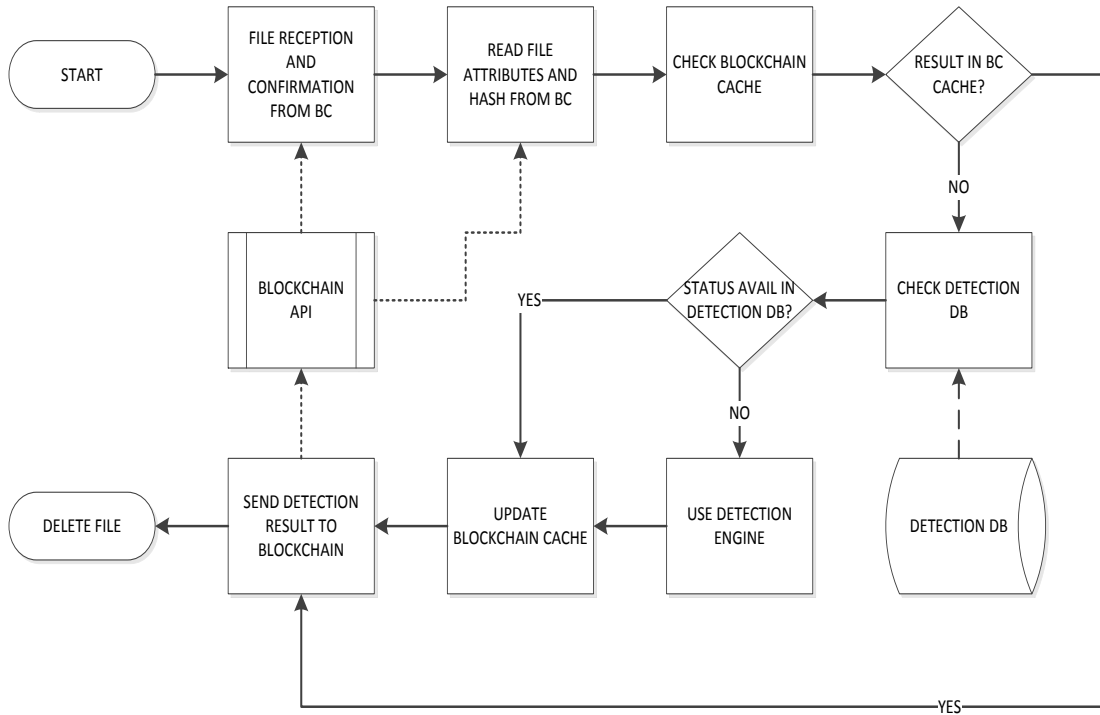 START
FILE RECEPTION
AND
CONFIRMATION
FROM BC
READ FILE
ATTRIBUTES AND
HASH FROM BC
CHECK BLOCKCHAIN
CACHE
RESULT IN BC
CACHE?
NO
BLOCKCHAIN
API
YES
STATUS AVAIL IN
DETECTION DB?
CHECK DETECTION
DB
NO
DELETE FILE
SEND DETECTION
RESULT TO
BLOCKCHAIN
UPDATE
BLOCKCHAIN CACHE
USE DETECTION
ENGINE
DETECTION DB
YES